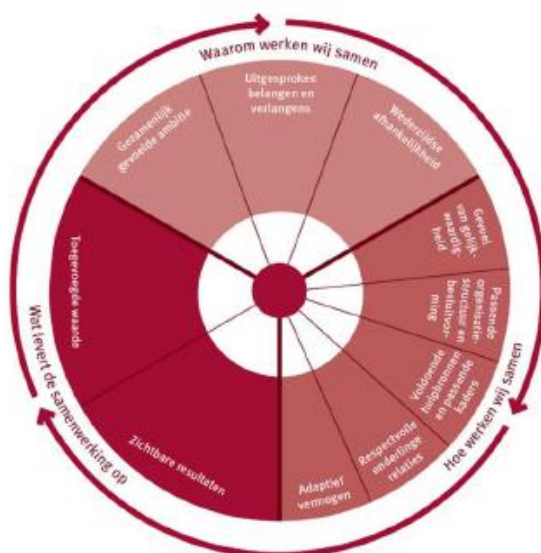 Waarom werken wij samen
Gezamenlijk
gevoelde ambitie
Uitgesproken
belangen en
verlangens
Wederzijdse
afhankelijkheid
Gevoel
van gelijk-
waardig-
heid
Passende
organisatie-
structuur en
besluitvor-
ming
Voldoende
hulpbronnen
en passende
kaders
Respectvolle
onderlinge
relaties
Adaptief
vermogen
Hoe werken wij samen
Zichtbare resultaten
Toegevoegde waarde
Wat levert de samenwerking op